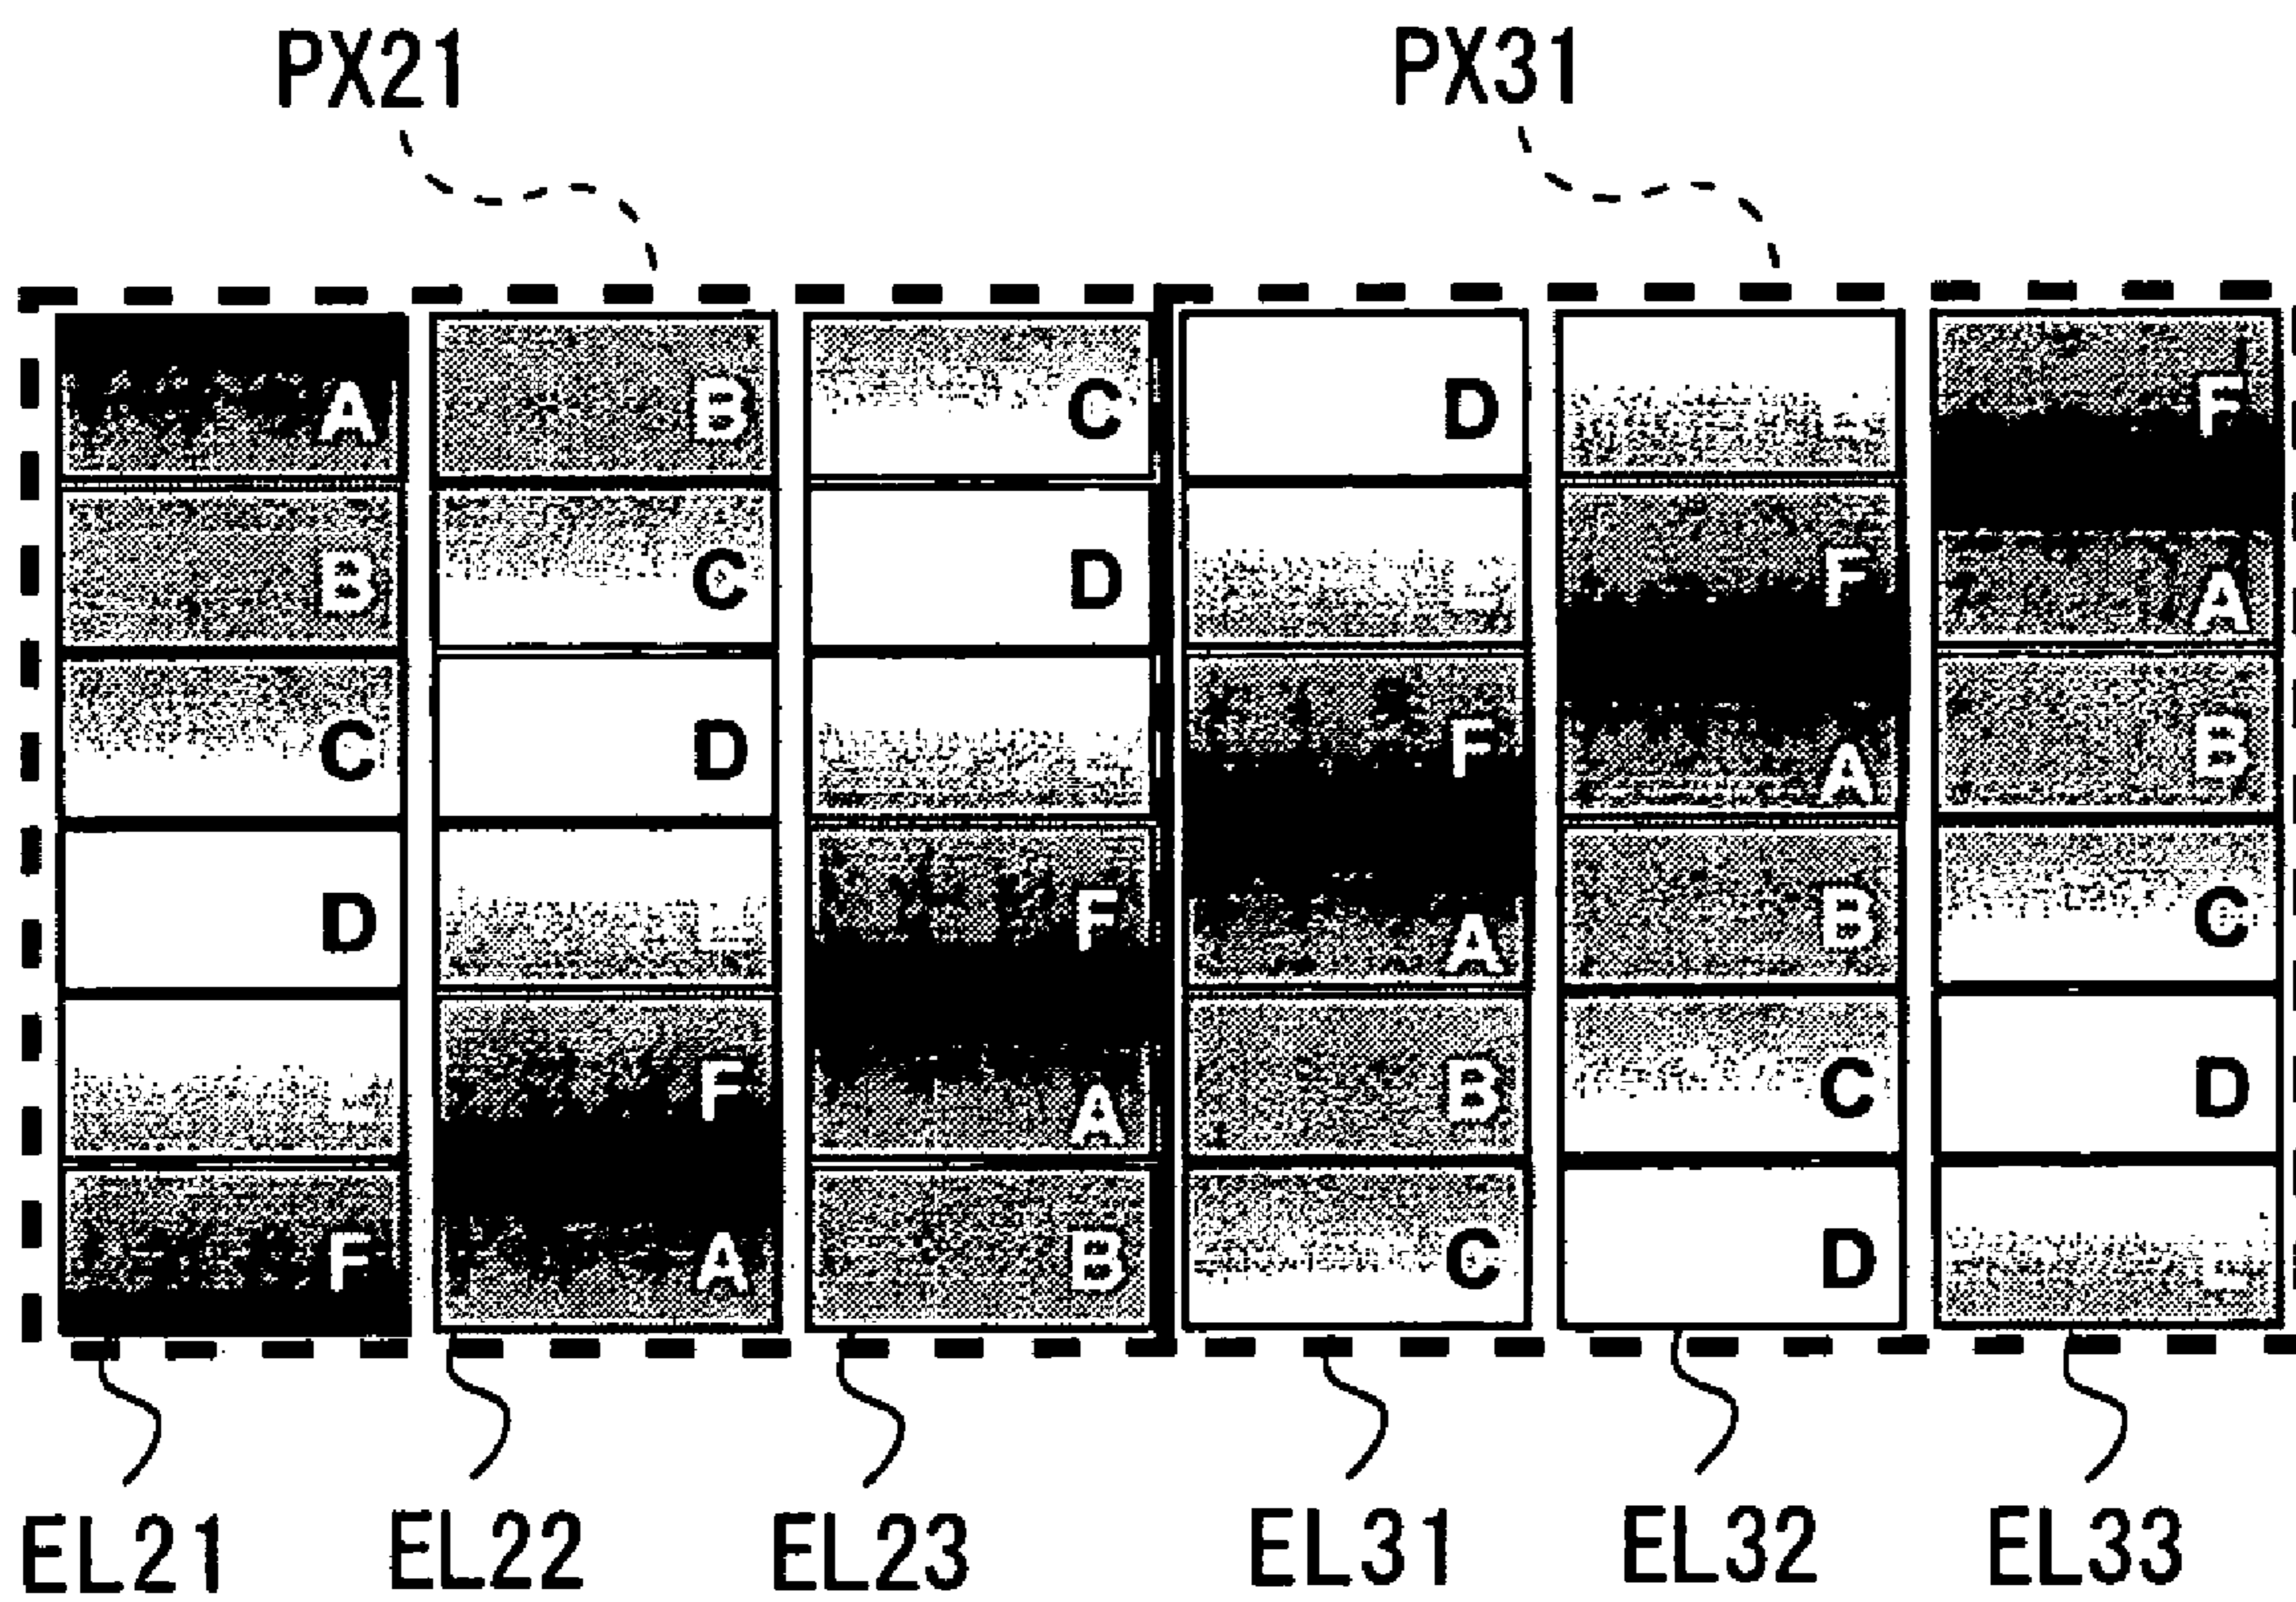 PX21 PX31
A B C D E F
B C D E F A
C D E F A B
D E F A B C
E F A B C D
F A B C D E
EL21 EL22 EL23 EL31 EL32 EL33